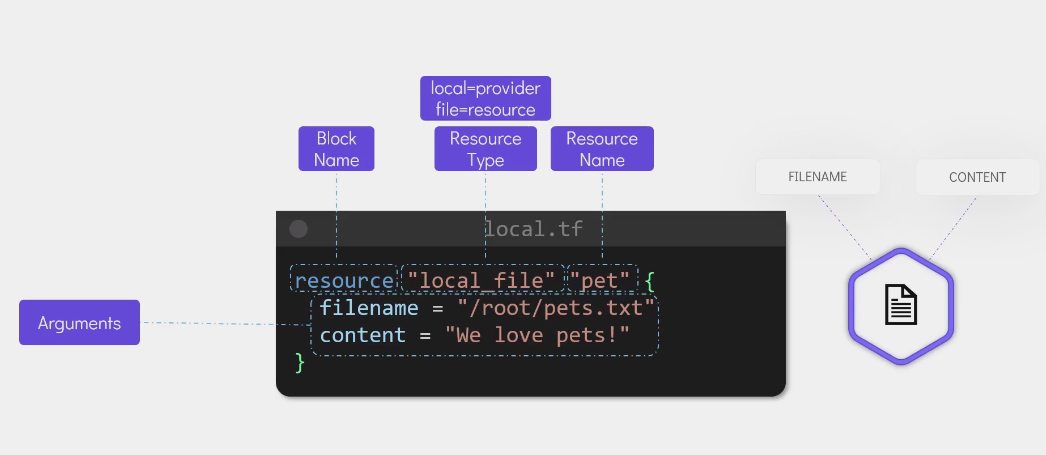 local=provider
file=resource
Block
Name
Resource
Type
Resource
Name
FILENAME
CONTENT
local.tf
resource "local_file" "pet" {
filename = "/root/pets.txt"
content = "We love pets!"
}
Arguments